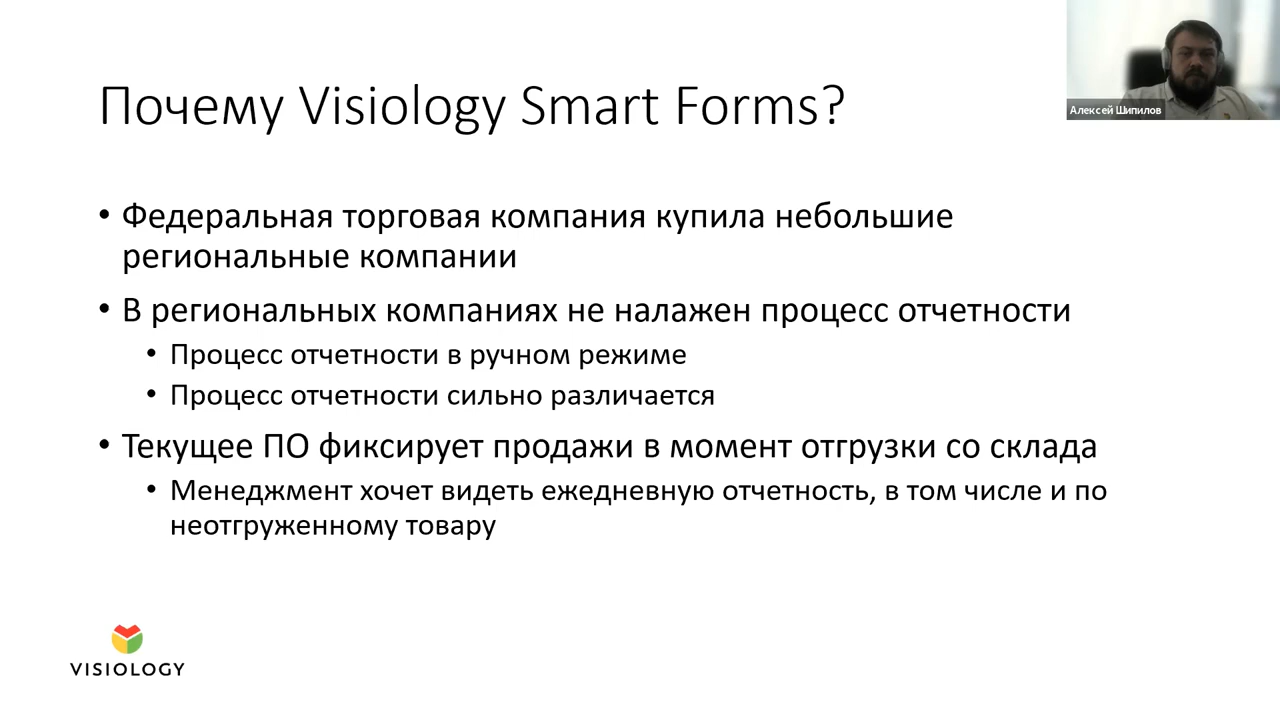 Почему Visiology Smart Forms?
Алексей Шипилов
• Федеральная торговая компания купила небольшие
региональные компании
• В региональных компаниях не налажен процесс отчетности
• Процесс отчетности в ручном режиме
• Процесс отчетности сильно различается
• Текущее ПО фиксирует продажи в момент отгрузки со склада
• Менеджмент хочет видеть ежедневную отчетность, в том числе и по
неотгруженному товару
VISIOLOGY